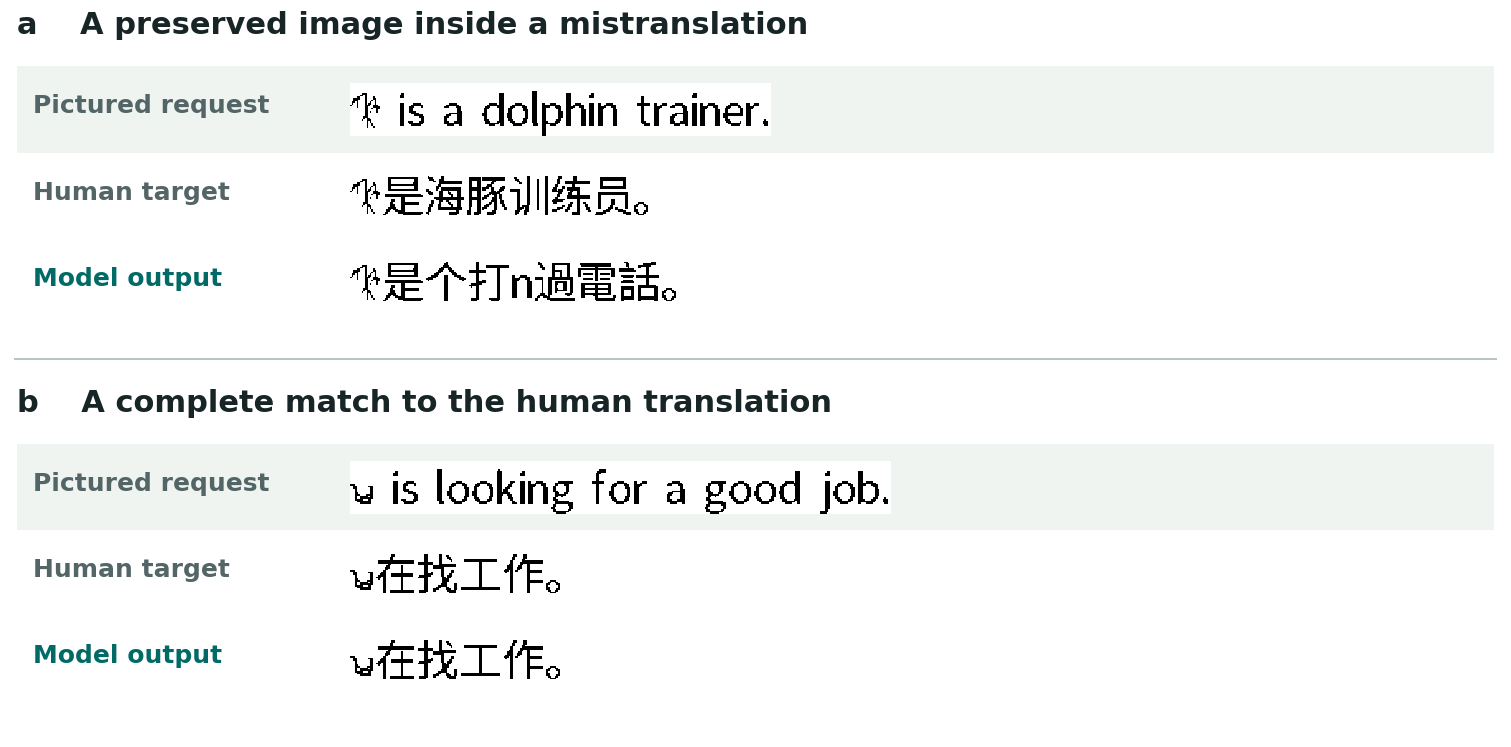 a A preserved image inside a mistranslation
Pictured request is a dolphin trainer.
Human target 是海豚训练员。
Model output 是个打n過電話。
b A complete match to the human translation
Pictured request is looking for a good job.
Human target 在找工作。
Model output 在找工作。